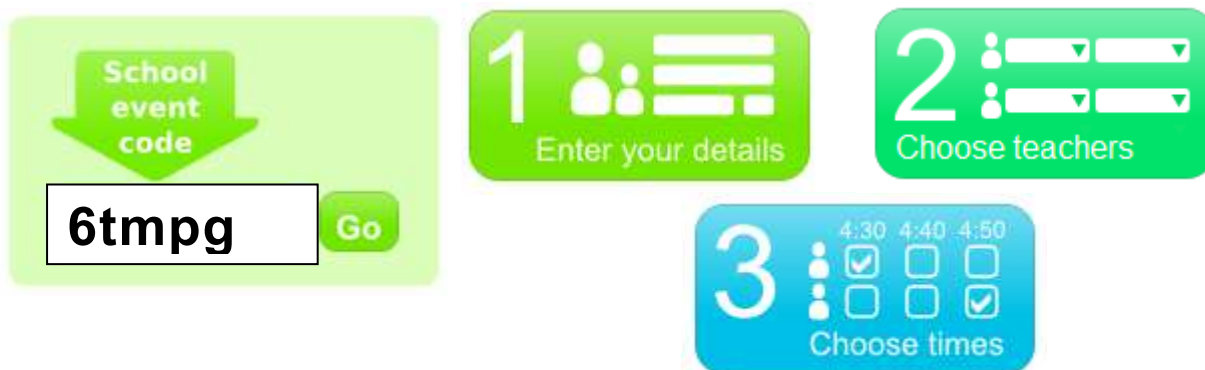 School
event
code
6tmpg
Go
1
Enter your details
2
Choose teachers
3
4:30 4:40 4:50
Choose times